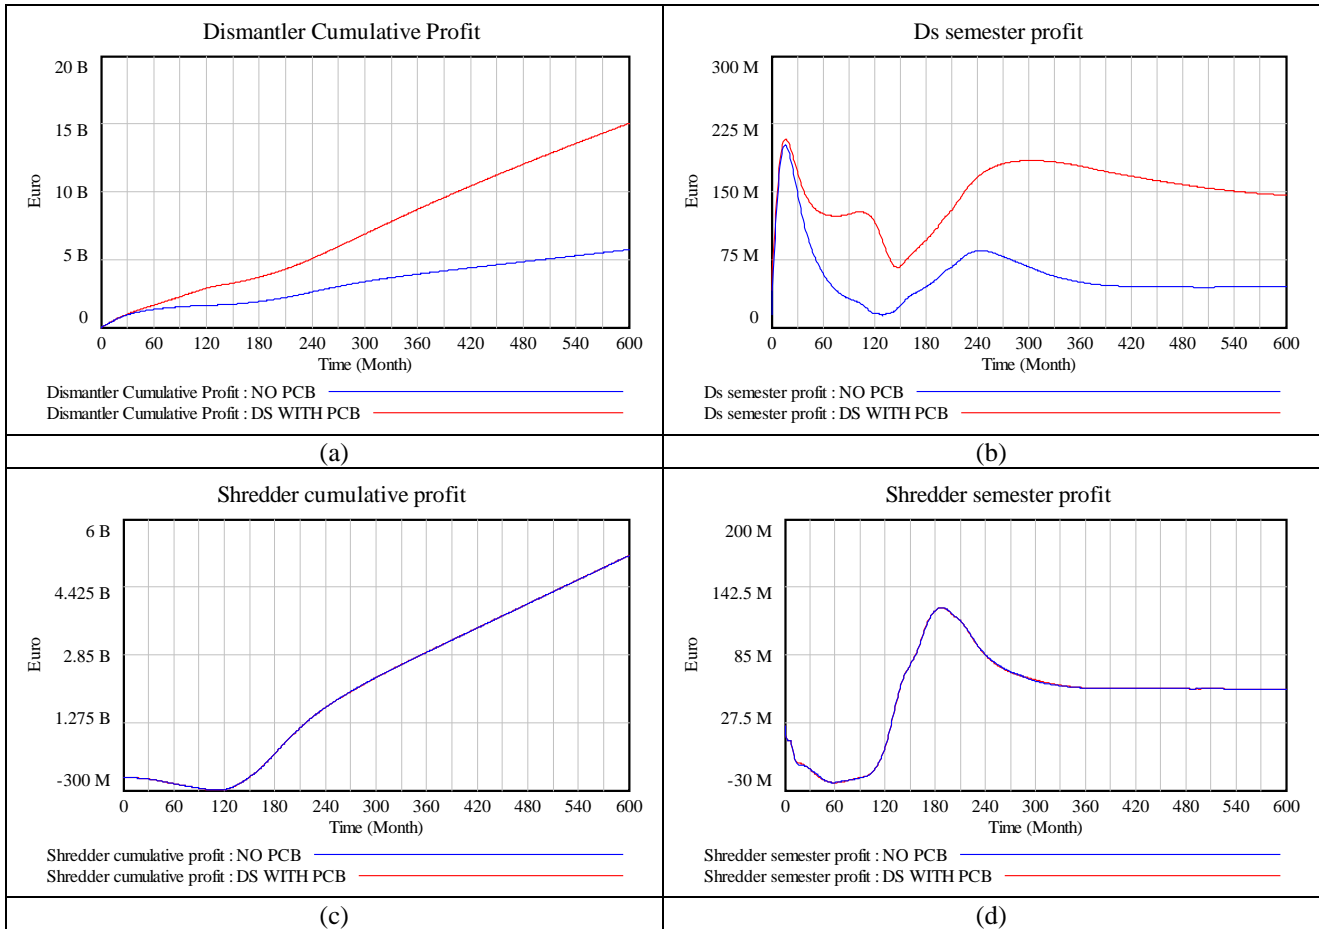 Dismantler Cumulative Profit
20 B
15 B
10 B
5 B
0
Euro
0 60 120 180 240 300 360 420 480 540 600
Time (Month)
Dismantler Cumulative Profit : NO PCB
Dismantler Cumulative Profit : DS WITH PCB
(a)
Ds semester profit
300 M
225 M
150 M
75 M
0
Euro
0 60 120 180 240 300 360 420 480 540 600
Time (Month)
Ds semester profit : NO PCB
Ds semester profit : DS WITH PCB
(b)
Shredder cumulative profit
6 B
4.425 B
2.85 B
1.275 B
-300 M
Euro
0 60 120 180 240 300 360 420 480 540 600
Time (Month)
Shredder cumulative profit : NO PCB
Shredder cumulative profit : DS WITH PCB
(c)
Shredder semester profit
200 M
142.5 M
85 M
27.5 M
-30 M
Euro
0 60 120 180 240 300 360 420 480 540 600
Time (Month)
Shredder semester profit : NO PCB
Shredder semester profit : DS WITH PCB
(d)